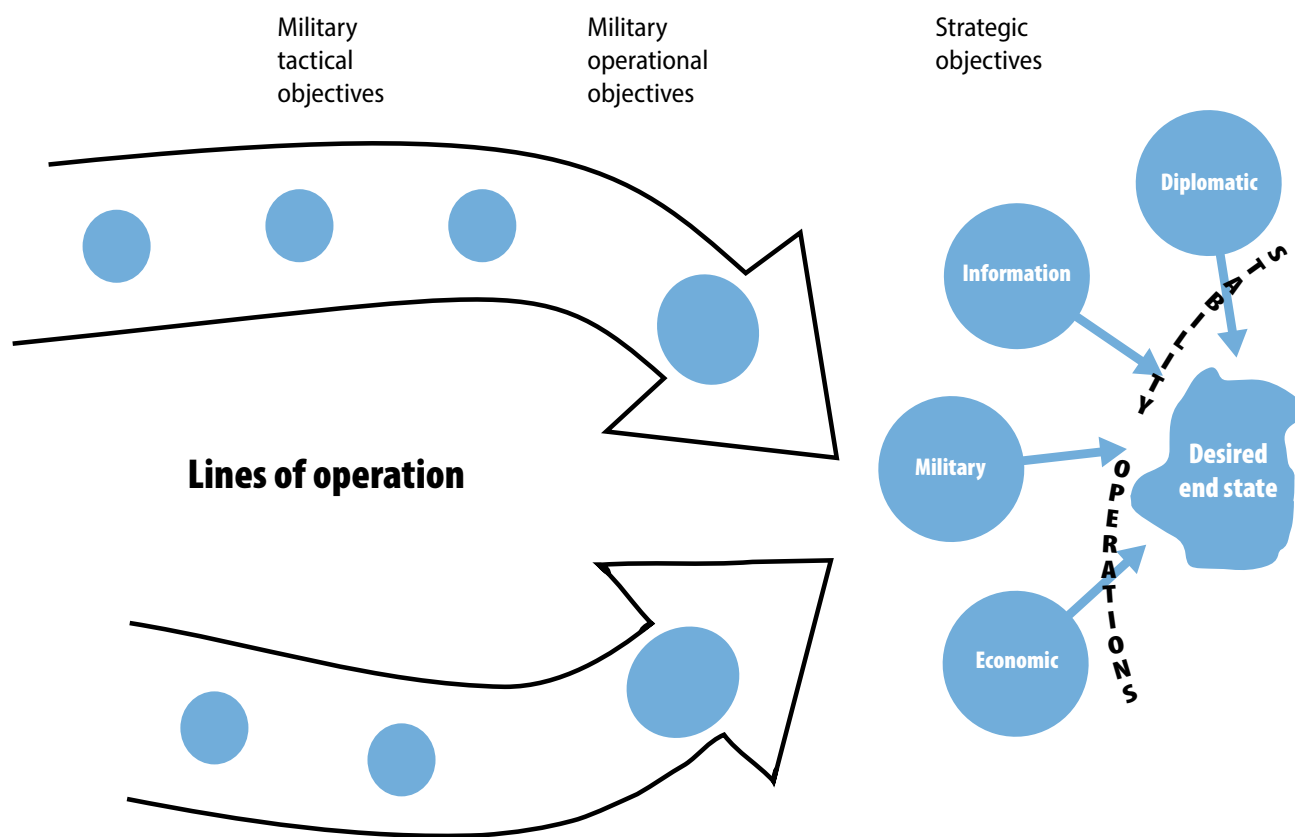 Military
tactical
objectives
Military
operational
objectives
Strategic
objectives
Diplomatic
Information
STABILITY
Military
Desired
end state
OPERATIONS
Lines of operation
Economic